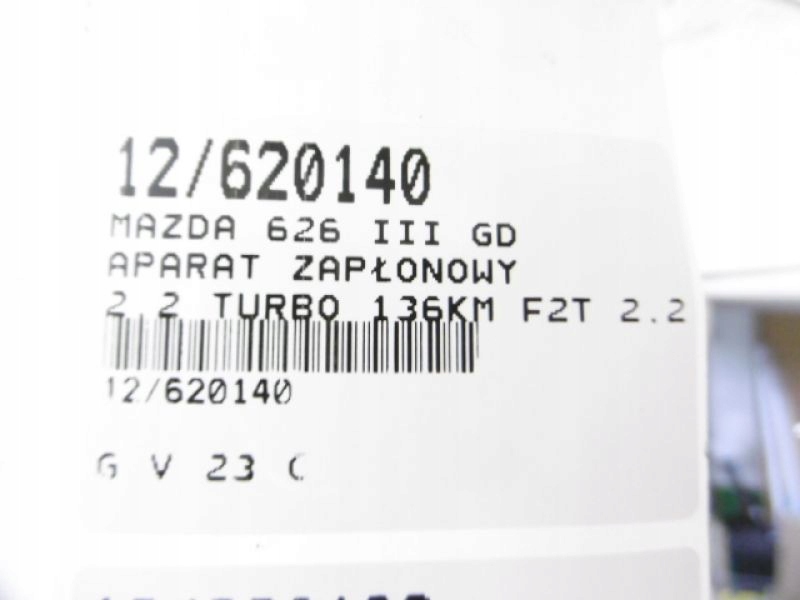 12/620140
MAZDA 626 III GD
APARAT ZAPŁONOWY
2.2 TURBO 136KM F2T 2.2
12/620140
G V 23 C